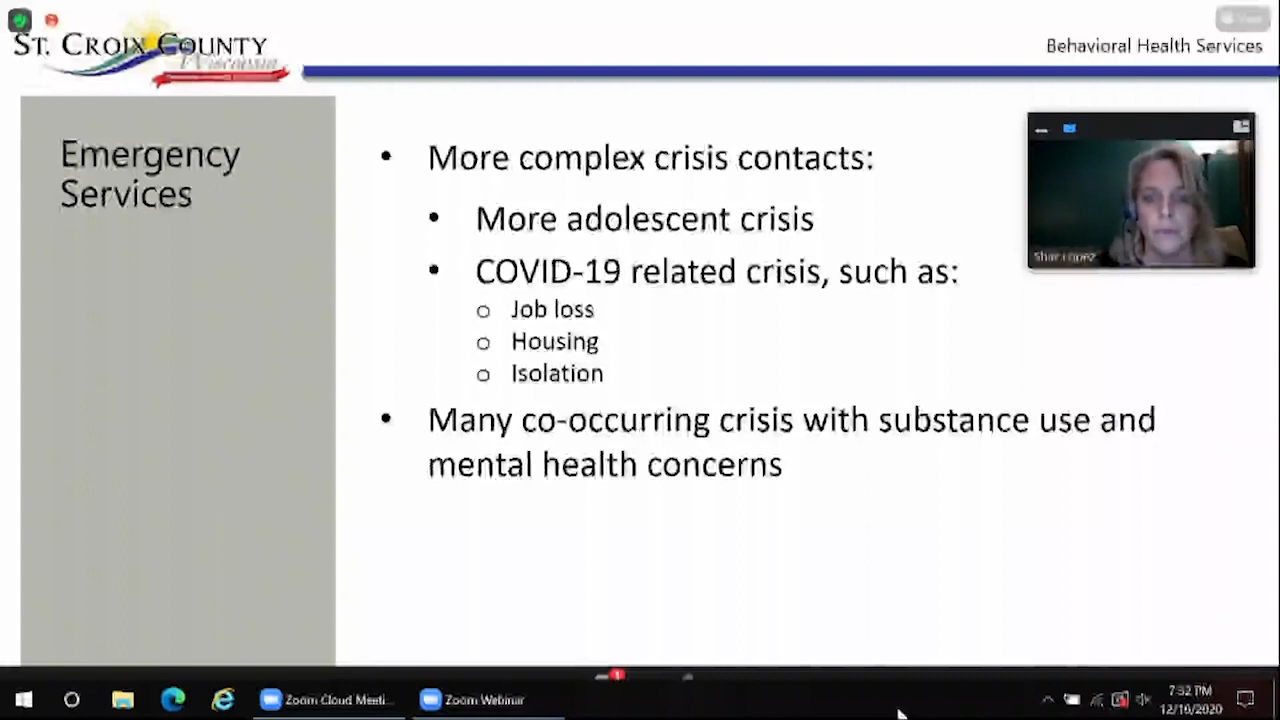 ST. CROIX COUNTY
Wisconsin
Behavioral Health Services
Emergency
Services
• More complex crisis contacts:
• More adolescent crisis
• COVID-19 related crisis, such as:
o Job loss
o Housing
o Isolation
• Many co-occurring crisis with substance use and
mental health concerns
Zoom Cloud Meeti...
Zoom Webinar
1
7:32 PM
12/16/2020